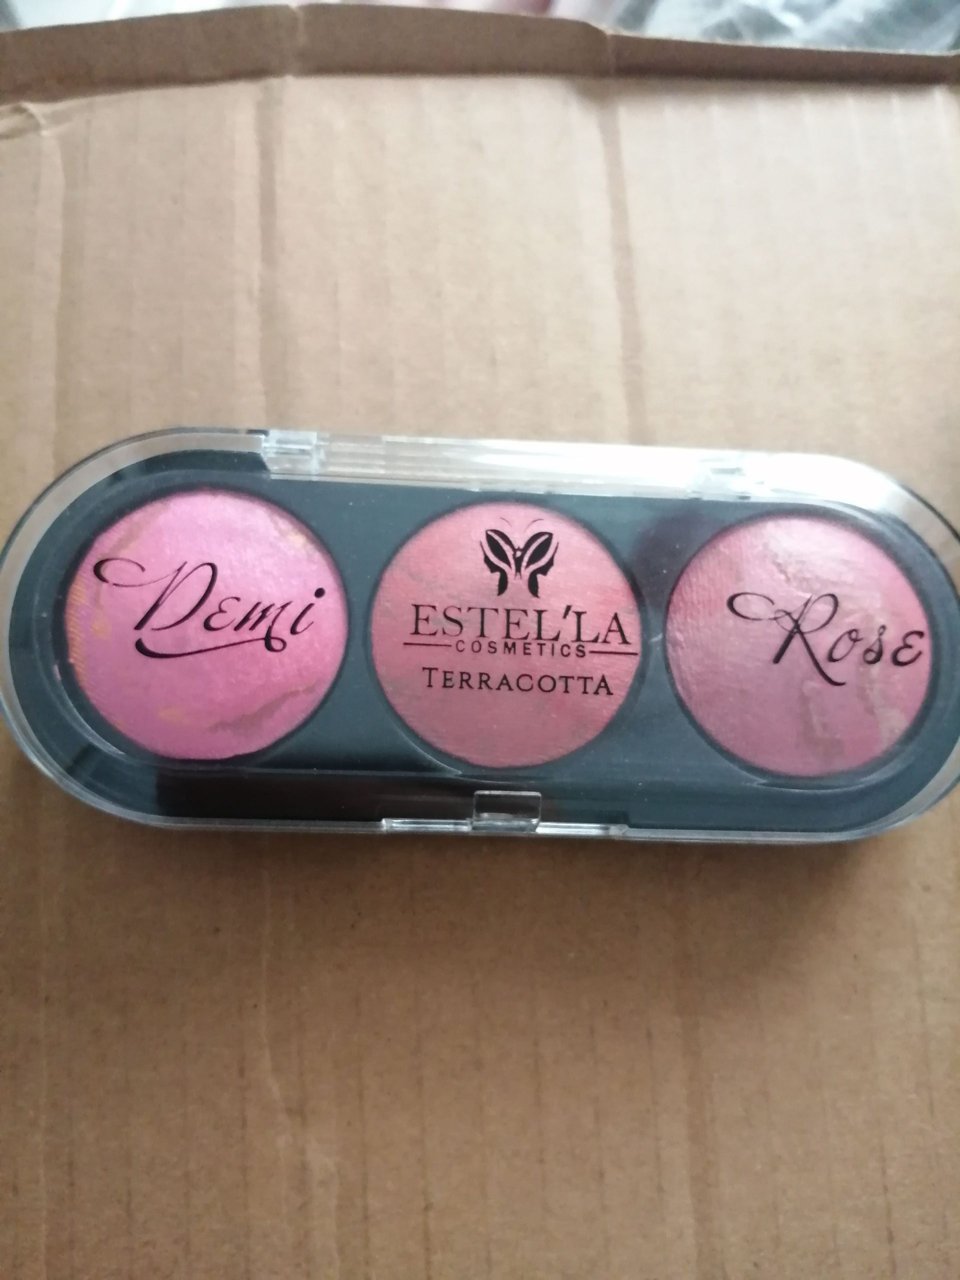 Demi
ESTEL'LA
COSMETICS
TERRACOTTA
Rose